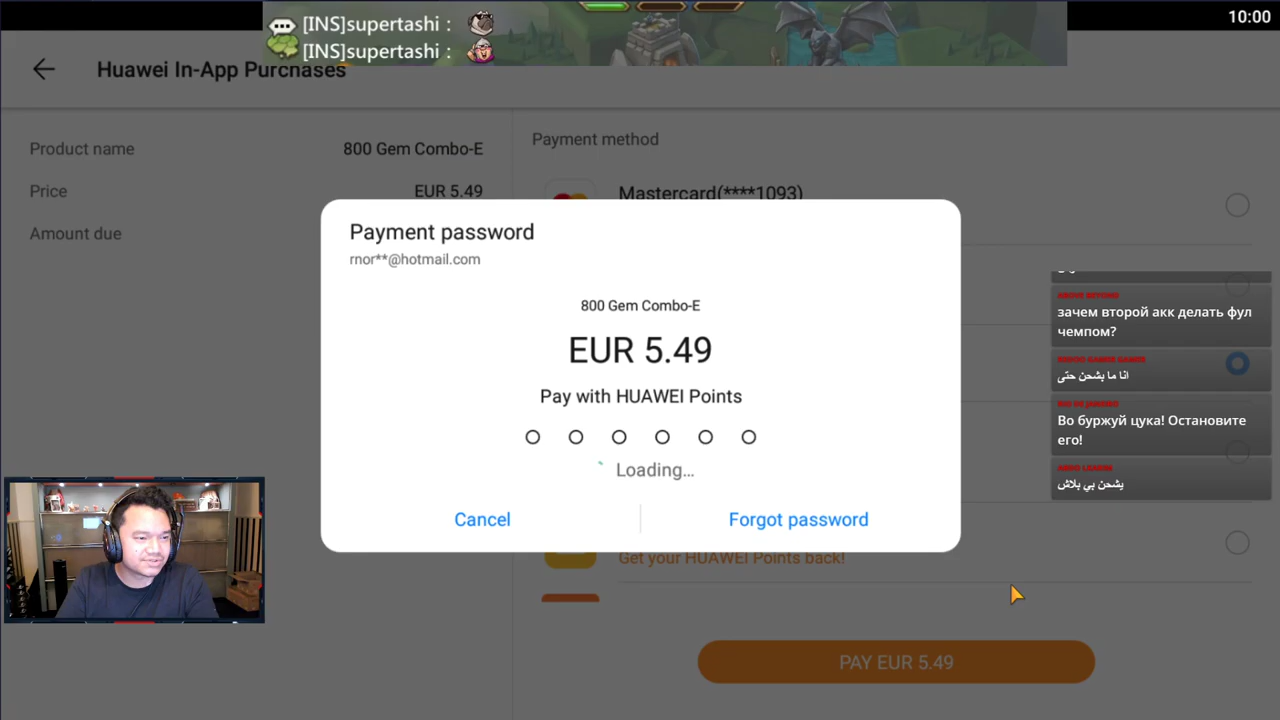 [INS]supertashi :
[INS]supertashi :
10:00
Huawei In-App Purchases
Product name
800 Gem Combo-E
Price
EUR 5.49
Amount due
Payment method
Mastercard(****1093)
Payment password
rnor**@hotmail.com
800 Gem Combo-E
EUR 5.49
Pay with HUAWEI Points
Loading...
Cancel
Forgot password
Get your HUAWEI Points back!
PAY EUR 5.49
зачем второй акк делать фул
чемпом?
انا ما بشحن حتى
Во буржуй цука! Остановите
его!
يشحن بي بلاش